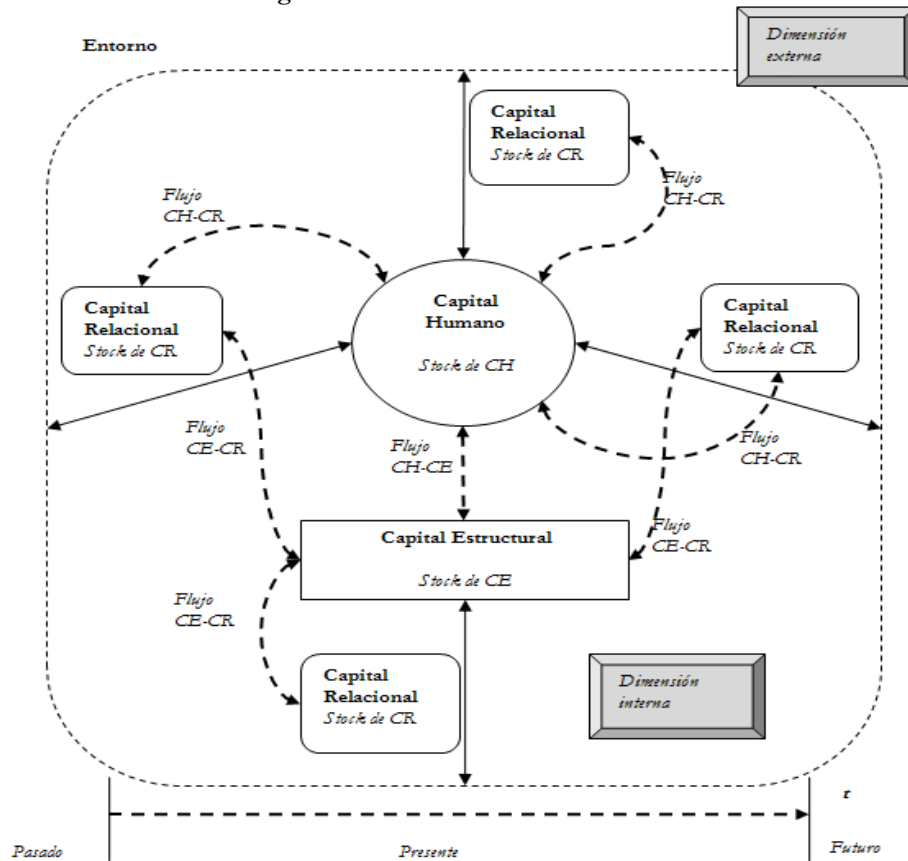 Entorno
Dimensión
externa
Capital
Relacional
Stock de CR
Flujo
CH-CR
Flujo
CH-CR
Capital
Relacional
Stock de CR
Capital
Humano
Stock de CH
Capital
Relacional
Stock de CR
Flujo
CE-CR
Flujo
CH-CE
Flujo
CH-CR
Capital Estructural
Stock de CE
Flujo
CE-CR
Flujo
CE-CR
Capital
Relacional
Stock de CR
Dimensión
interna
t
Pasado
Presente
Futuro